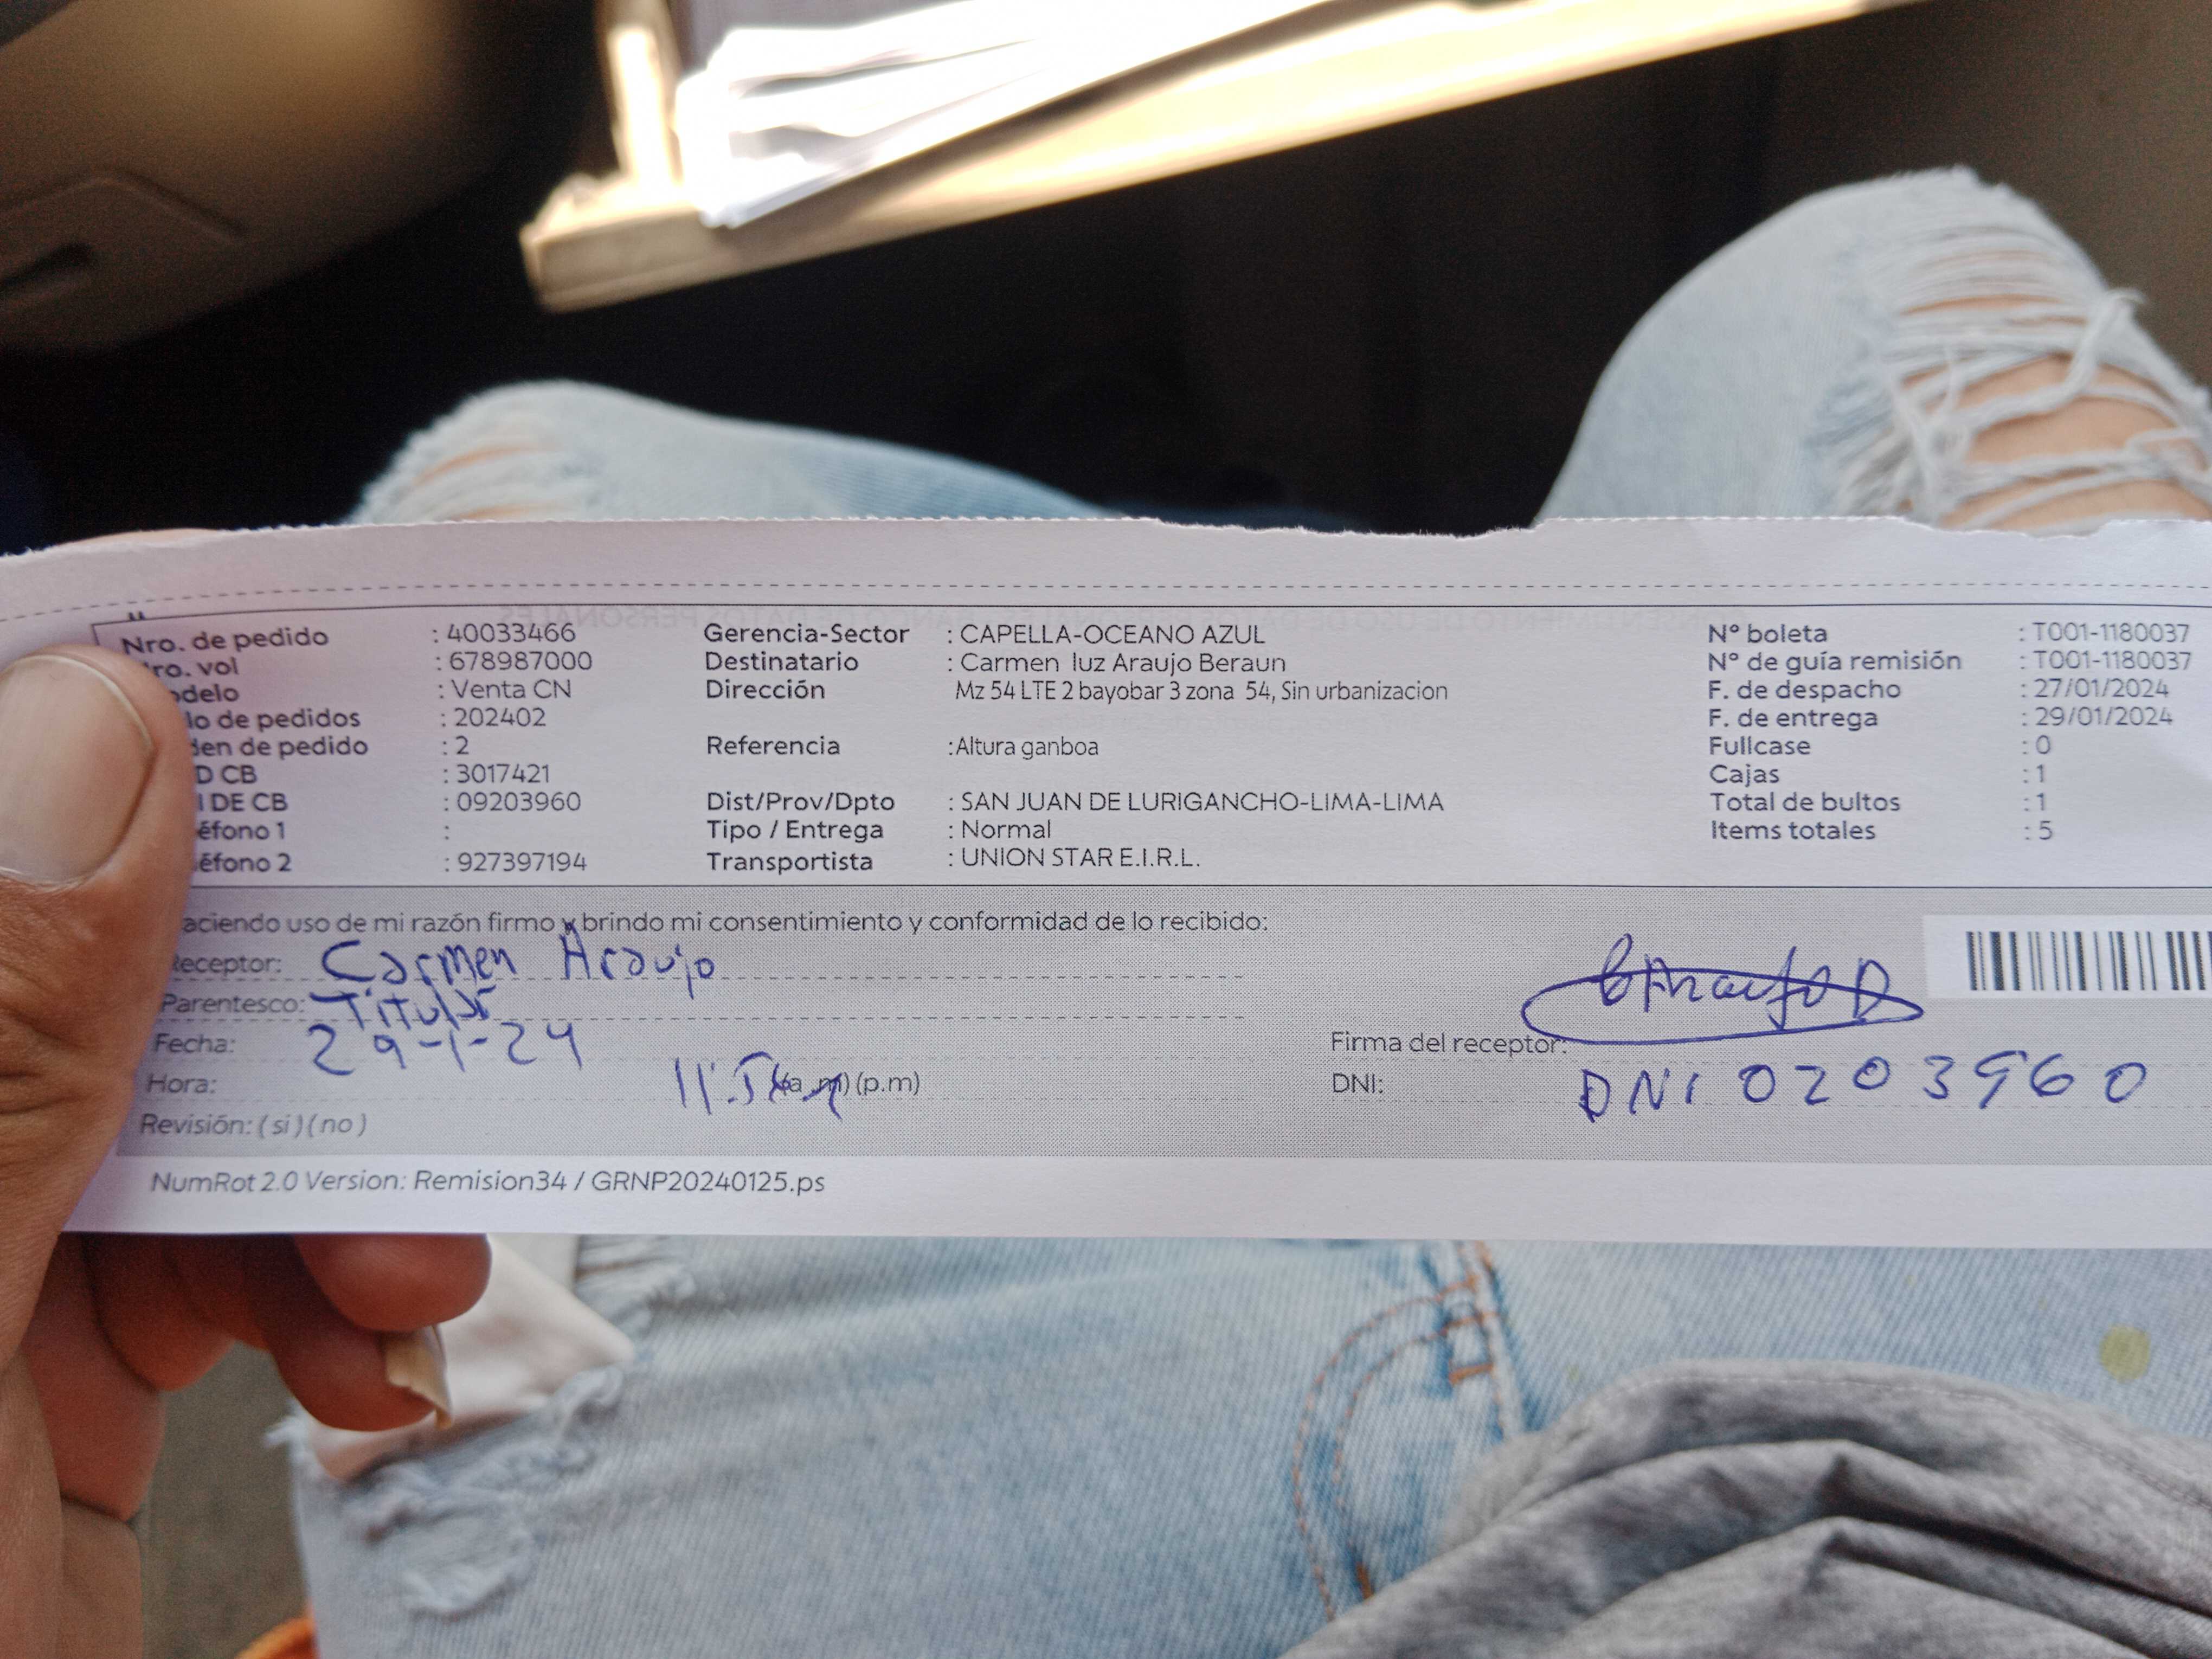 Nro. de pedido : 40033466 Gerencia-Sector : CAPELLA-OCEANO AZUL Nº boleta : T001-1180037
ro. vol : 678987000 Destinatario : Carmen luz Araujo Beraun Nº de guía remisión : T001-1180037
delo : Venta CN Dirección Mz 54 LTE 2 bayobar 3 zona 54, Sin urbanizacion F. de despacho : 27/01/2024
lo de pedidos : 202402 F. de entrega : 29/01/2024
den de pedido : 2 Referencia :Altura ganboa Fullcase : 0
D CB : 3017421 Cajas : 1
I DE CB : 09203960 Dist/Prov/Dpto : SAN JUAN DE LURIGANCHO-LIMA-LIMA Total de bultos : 1
éfono 1 : Tipo / Entrega : Normal Items totales : 5
éfono 2 : 927397194 Transportista : UNION STAR E.I.R.L.
aciendo uso de mi razón firmo y brindo mi consentimiento y conformidad de lo recibido:
Receptor: Carmen Araujo
Parentesco: Titular
Fecha: 29-1-24
Firma del receptor:
Hora: (a.m) (p.m) DNI: DNI 0203960
Revisión: ( si ) ( no )
NumRot 2.0 Version: Remision34 / GRNP20240125.ps